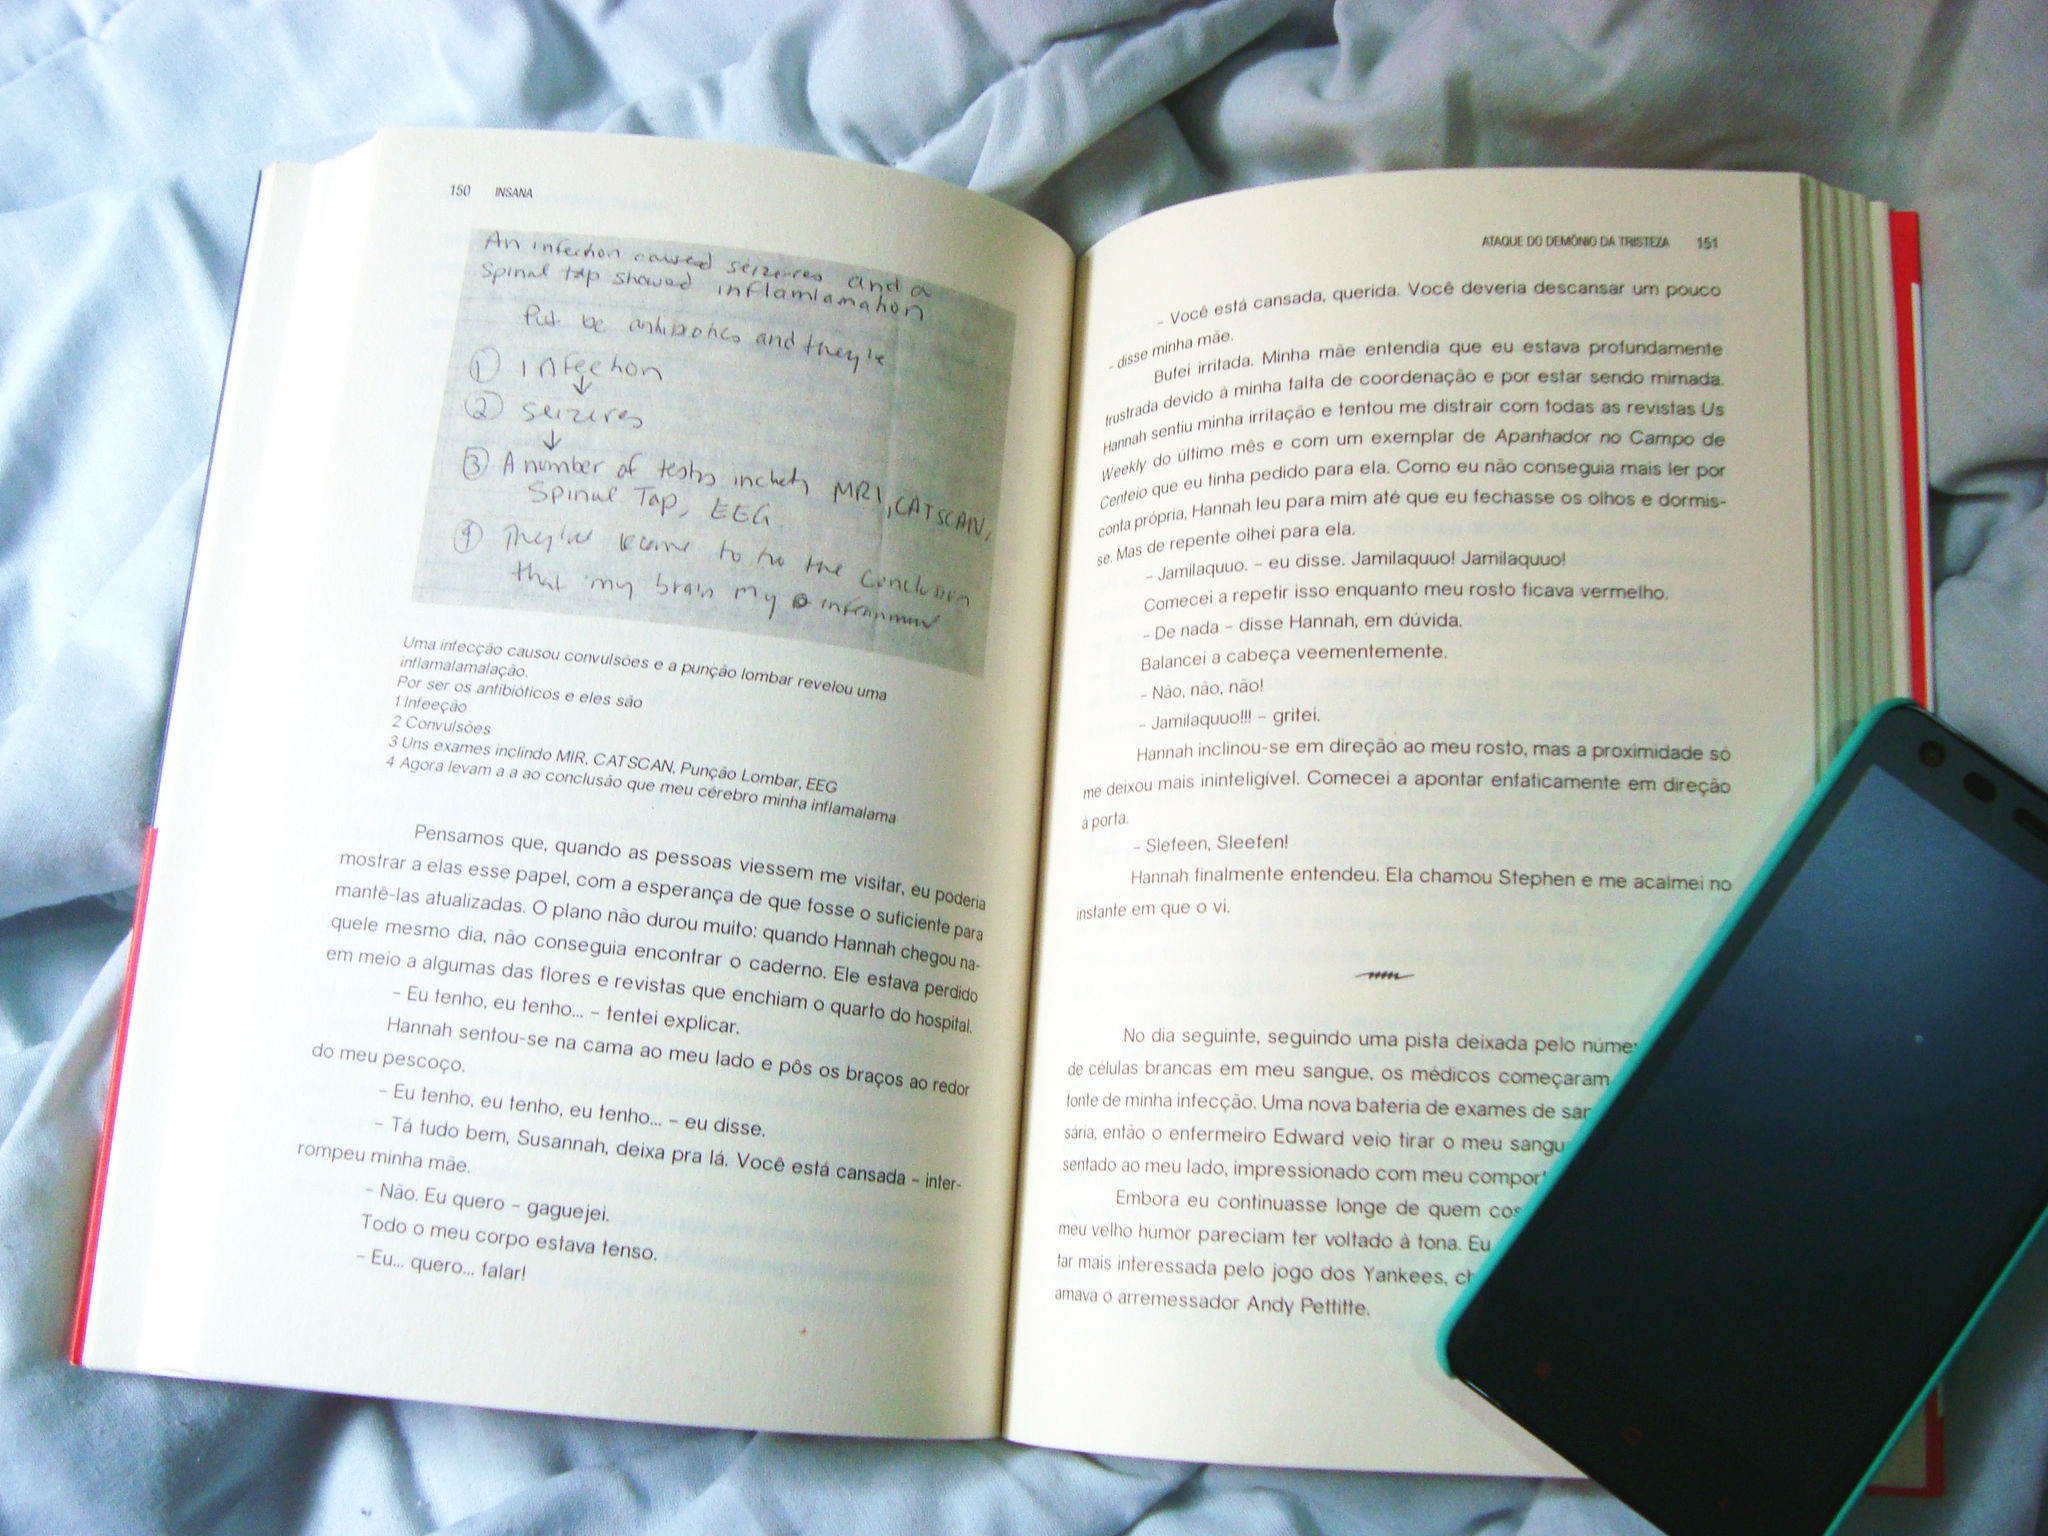 150 INSANA
An infection caused seizeres and a
Spinal tap showed inflamlamation
Put be antibiotics and they're
① infection
↓
② seizeres
↓
③ A number of tests includ MRI, CATSCAN,
Spinal Tap, EEG
④ They've to to the conclusion
that my brain my
Uma infecção causou convulsões e a punção lombar revelou uma
inflamalamalação.
Por ser os antibióticos e eles são
1 Infeeção
2 Convulsões
3 Uns exames inclindo MIR, CATSCAN, Punção Lombar, EEG
4 Agora levam a a ao conclusão que meu cérebro minha inflamalama
Pensamos que, quando as pessoas viessem me visitar, eu poderia
mostrar a elas esse papel, com a esperança de que fosse o suficiente para
mantê-las atualizadas. O plano não durou muito: quando Hannah chegou na-
quele mesmo dia, não conseguia encontrar o caderno. Ele estava perdido
em meio a algumas das flores e revistas que enchiam o quarto do hospital.
– Eu tenho, eu tenho... – tentei explicar.
Hannah sentou-se na cama ao meu lado e pôs os braços ao redor
do meu pescoço.
– Eu tenho, eu tenho, eu tenho... – eu disse.
– Tá tudo bem, Susannah, deixa pra lá. Você está cansada – inter-
rompeu minha mãe.
– Não. Eu quero – gaguejei.
Todo o meu corpo estava tenso.
– Eu... quero... falar!
ATAQUE DO DEMÔNIO DA TRISTEZA 151
– Você está cansada, querida. Você deveria descansar um pouco
– disse minha mãe.
Bufei irritada. Minha mãe entendia que eu estava profundamente
frustrada devido à minha falta de coordenação e por estar sendo mimada.
Hannah sentiu minha irritação e tentou me distrair com todas as revistas Us
Weekly do último mês e com um exemplar de Apanhador no Campo de
Centeio que eu tinha pedido para ela. Como eu não conseguia mais ler por
conta própria, Hannah leu para mim até que eu fechasse os olhos e dormis-
se. Mas de repente olhei para ela.
– Jamilaquuo. – eu disse. Jamilaquuo! Jamilaquuo!
Comecei a repetir isso enquanto meu rosto ficava vermelho.
– De nada – disse Hannah, em dúvida.
Balancei a cabeça veementemente.
– Não, não, não!
– Jamilaquuo!!! – gritei.
Hannah inclinou-se em direção ao meu rosto, mas a proximidade só
me deixou mais ininteligível. Comecei a apontar enfaticamente em direção
à porta.
– Slefeen, Sleefen!
Hannah finalmente entendeu. Ela chamou Stephen e me acalmei no
instante em que o vi.
No dia seguinte, seguindo uma pista deixada pelo núme
de células brancas em meu sangue, os médicos começaram
fonte de minha infecção. Uma nova bateria de exames de san
sária, então o enfermeiro Edward veio tirar o meu sangu
sentado ao meu lado, impressionado com meu compor
Embora eu continuasse longe de quem cos
meu velho humor pareciam ter voltado à tona. Eu
tar mais interessada pelo jogo dos Yankees, ch
amava o arremessador Andy Pettitte.